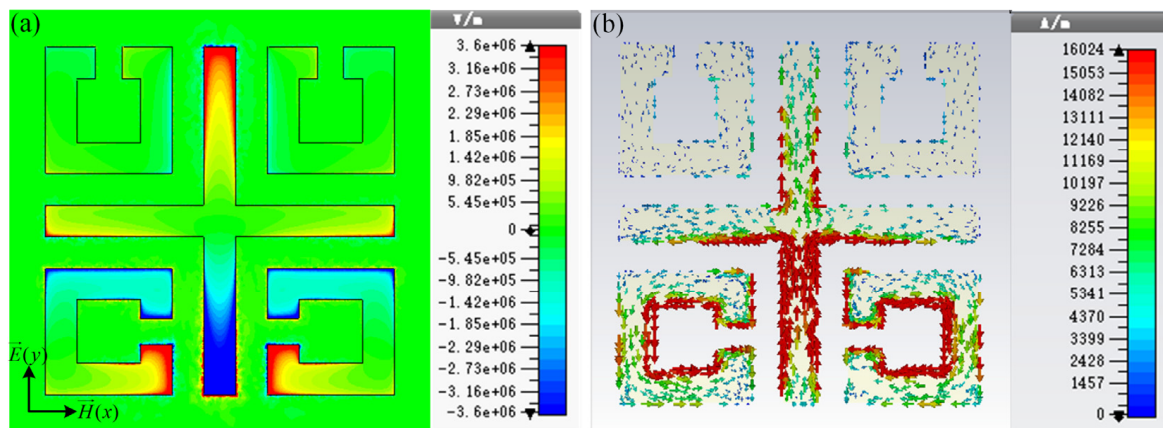 (a)
V/m
3.6e+06
3.16e+06
2.73e+06
2.29e+06
1.85e+06
1.42e+06
9.82e+05
5.45e+05
0
-5.45e+05
-9.82e+05
-1.42e+06
-1.85e+06
-2.29e+06
-2.73e+06
-3.16e+06
-3.6e+06
E(y)
H(x)
(b)
A/m
16024
15053
14082
13111
12140
11169
10197
9226
8255
7284
6313
5341
4370
3399
2428
1457
0